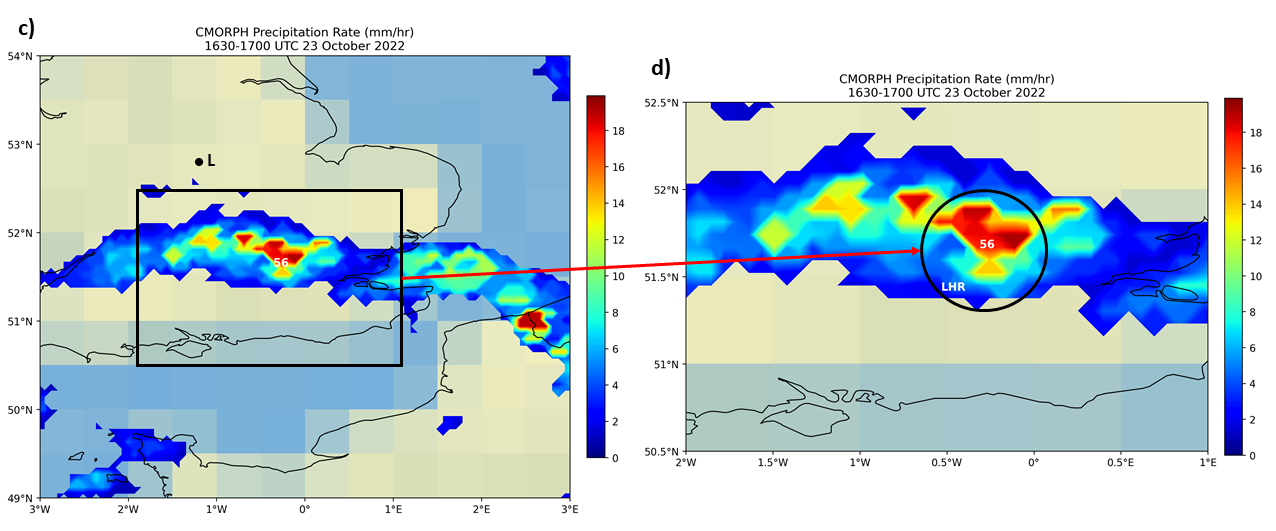 c)
CMORPH Precipitation Rate (mm/hr)
1630-1700 UTC 23 October 2022
54°N
53°N
52°N
51°N
50°N
49°N
3°W
2°W
1°W
0°
1°E
2°E
3°E
L
56
18
16
14
12
10
8
6
4
2
0
d)
CMORPH Precipitation Rate (mm/hr)
1630-1700 UTC 23 October 2022
52.5°N
52°N
51.5°N
51°N
50.5°N
2°W
1.5°W
1°W
0.5°W
0°
0.5°E
1°E
56
LHR
18
16
14
12
10
8
6
4
2
0